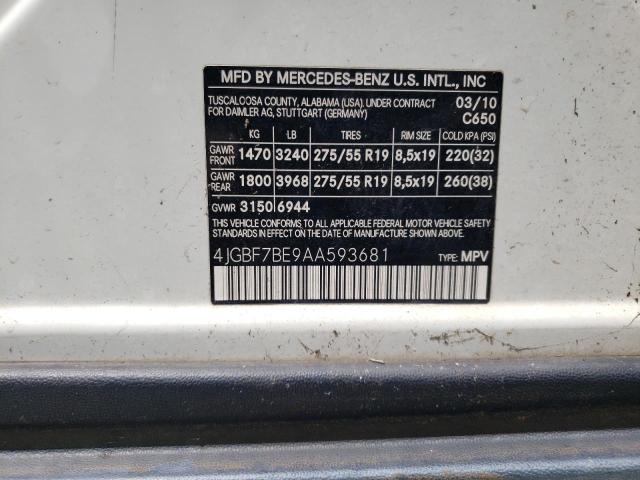 MFD BY MERCEDES-BENZ U.S. INTL., INC
TUSCALOOSA COUNTY, ALABAMA (USA). UNDER CONTRACT 03/10
FOR DAIMLER AG, STUTTGART (GERMANY) C650
KG LB TIRES RIM SIZE COLD KPA (PSI)
GAWR FRONT 1470 3240 275/55 R19 8,5x19 220(32)
GAWR REAR 1800 3968 275/55 R19 8,5x19 260(38)
GVWR 3150 6944
THIS VEHICLE CONFORMS TO ALL APPLICABLE FEDERAL MOTOR VEHICLE SAFETY
STANDARDS IN EFFECT ON THE DATE OF MANUFACTURE SHOWN ABOVE.
4JGBF7BE9AA593681 TYPE: MPV